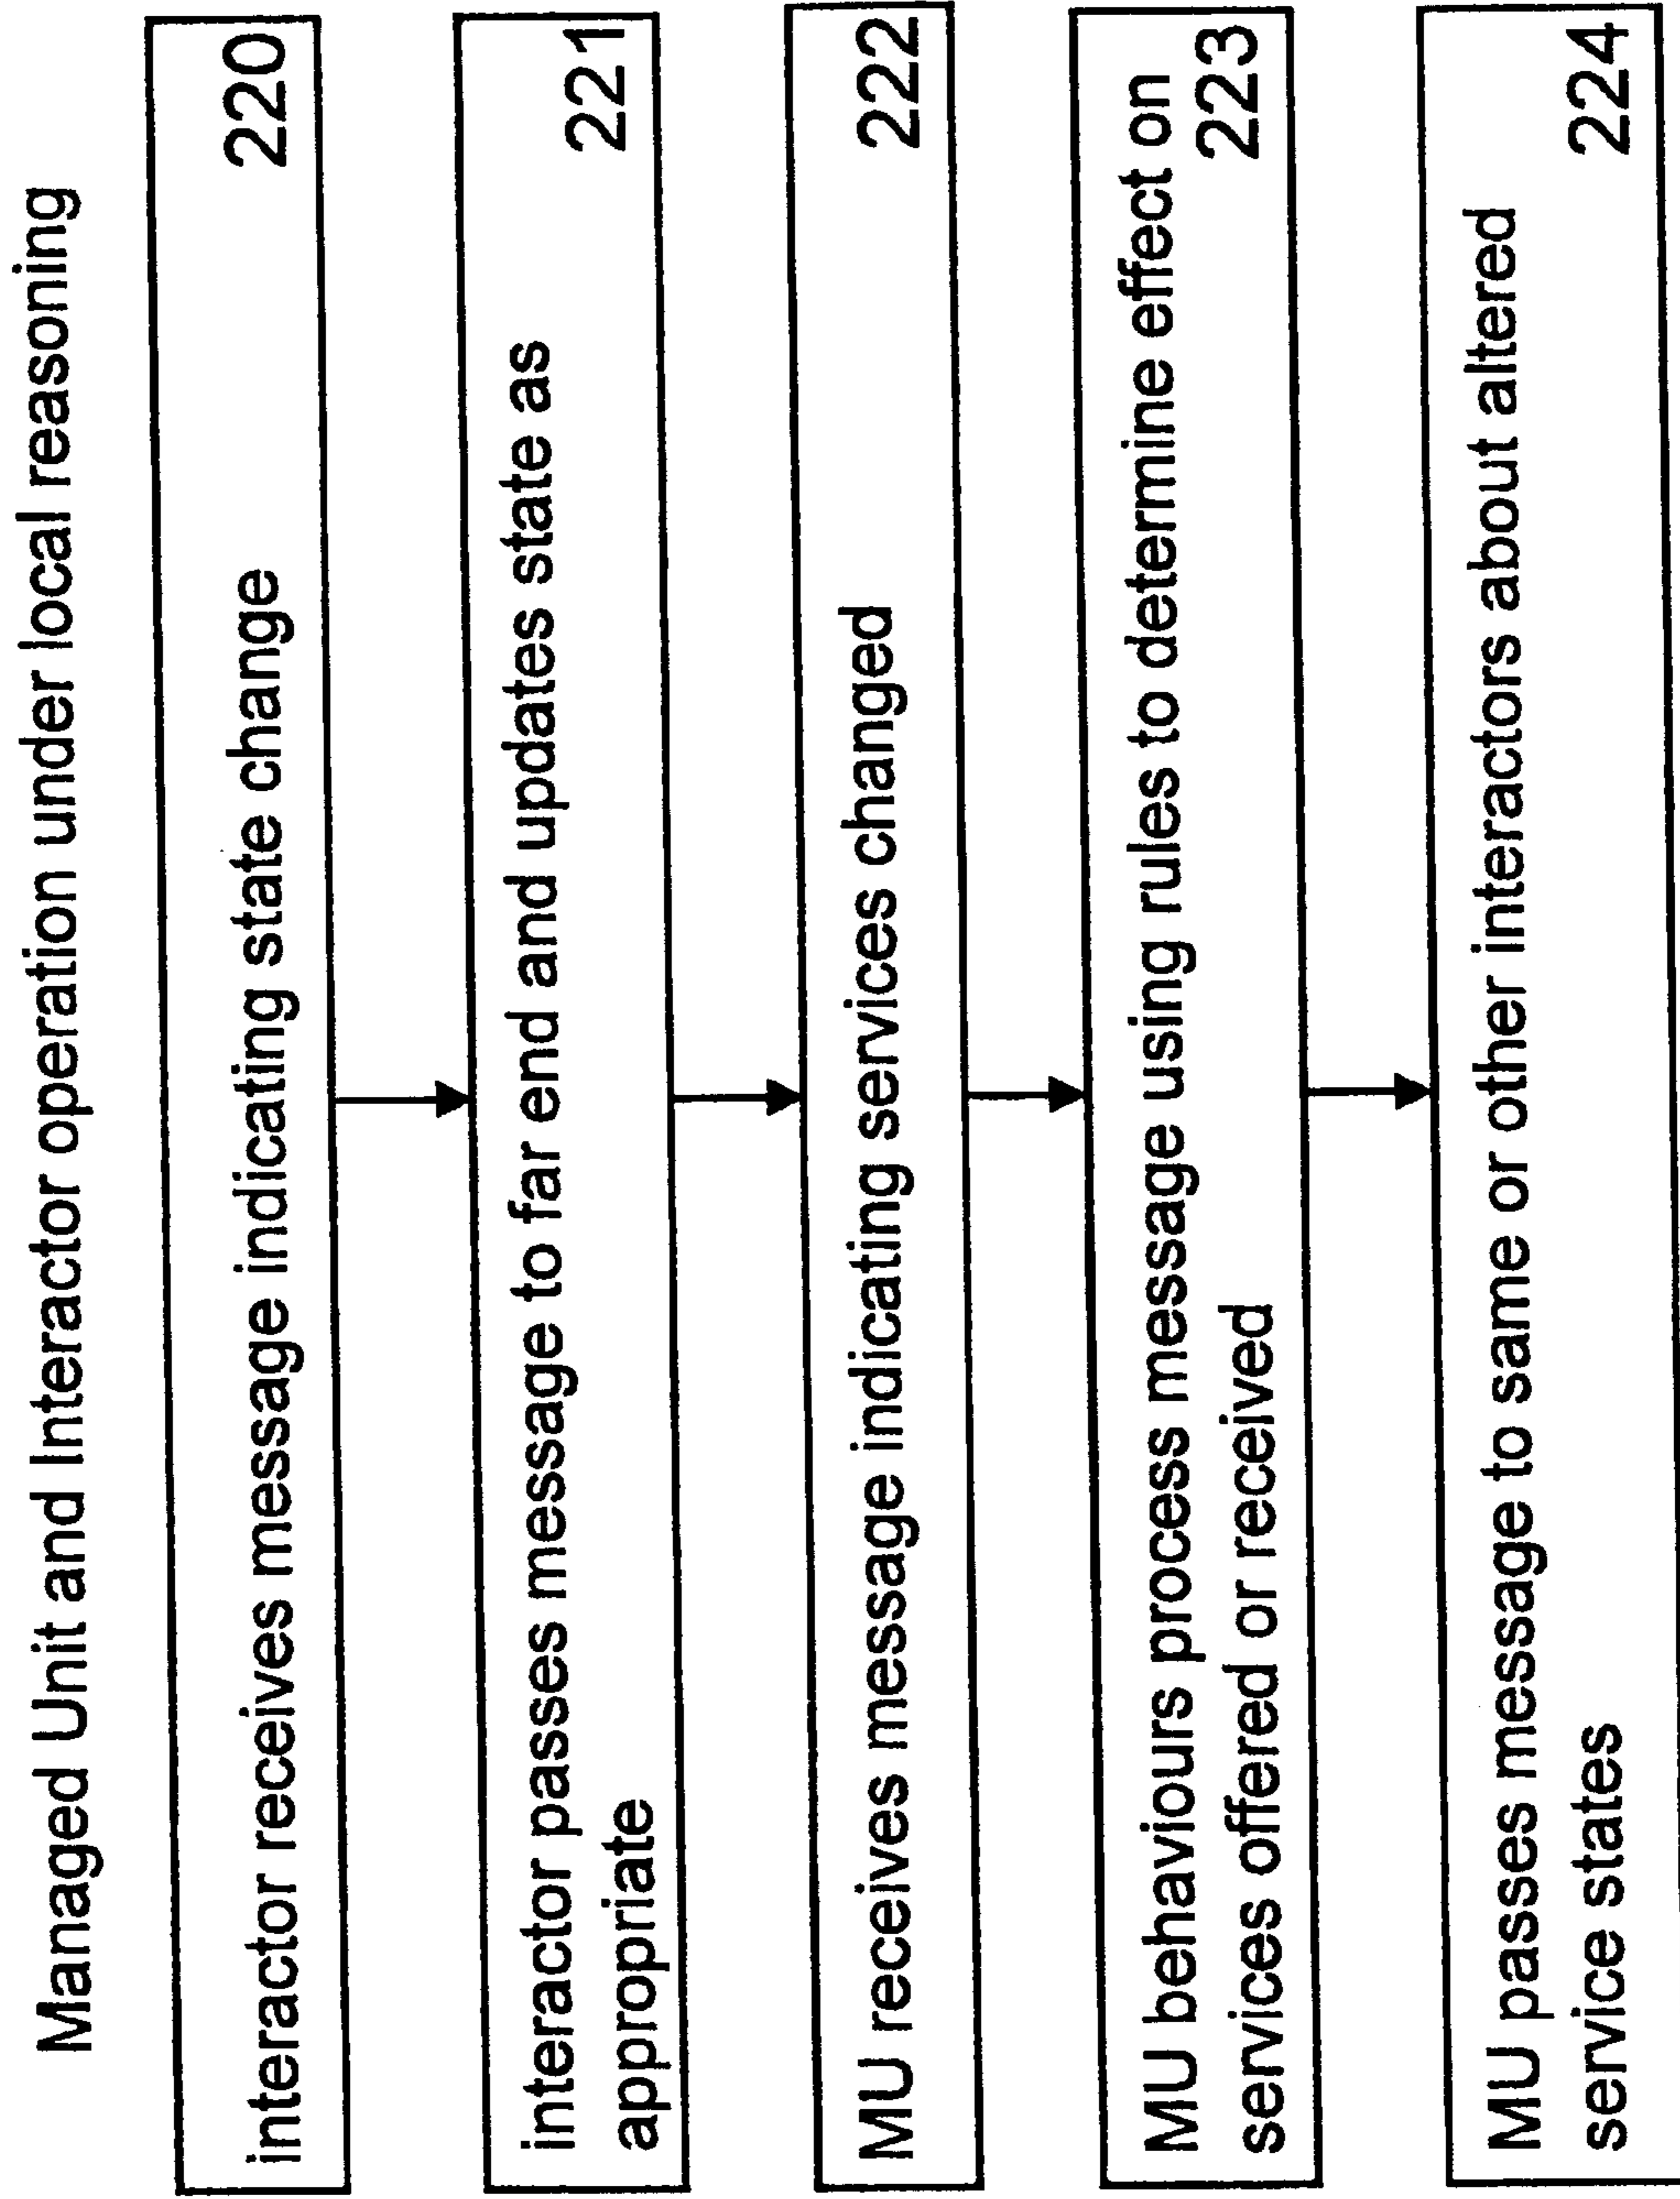 Managed Unit and Interactor operation under local reasoning
interactor receives message indicating state change
220
interactor passes message to far end and updates state as
appropriate
221
MU receives message indicating services changed
222
MU behaviours process message using rules to determine effect on
services offered or received
223
MU passes message to same or other interactors about altered
service states
224